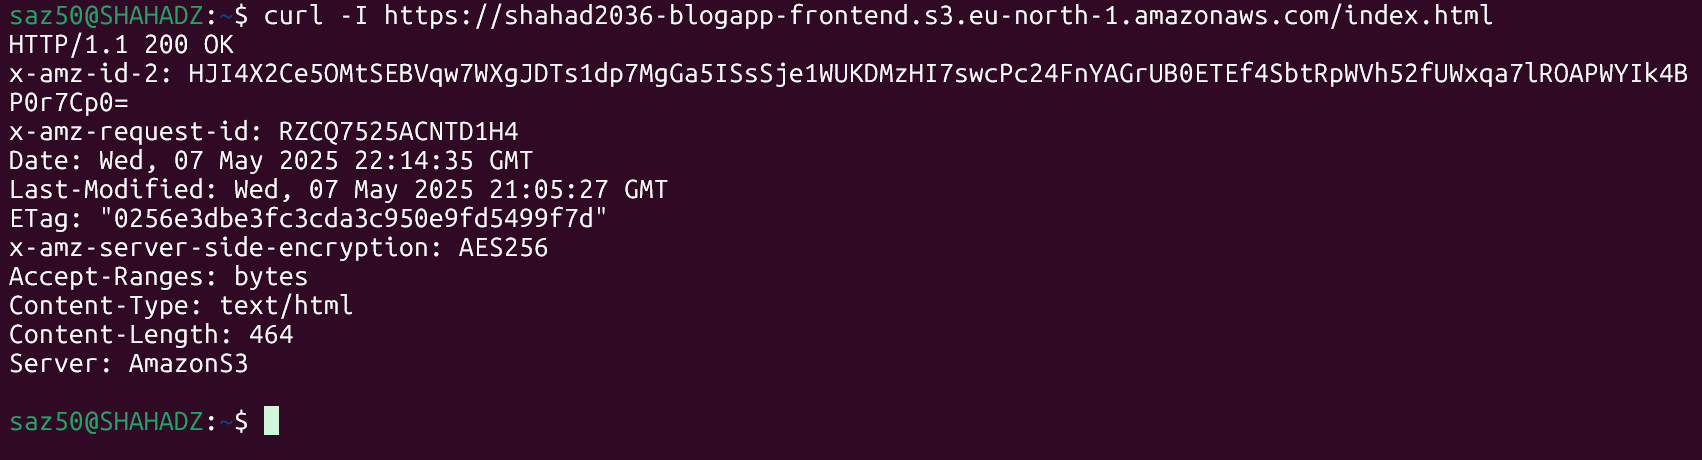 saz50@SHAHADZ:~$ curl -I https://shahad2036-blogapp-frontend.s3.eu-north-1.amazonaws.com/index.html
HTTP/1.1 200 OK
x-amz-id-2: HJI4X2Ce5OMtSEBVqw7WXgJDTs1dp7MgGa5ISsSje1WUKDMzHI7swcPc24FnYAGrUB0ETEf4SbtRpWVh52fUWxqa7lROAPWYIk4B
P0r7Cp0=
x-amz-request-id: RZCQ7525ACNTD1H4
Date: Wed, 07 May 2025 22:14:35 GMT
Last-Modified: Wed, 07 May 2025 21:05:27 GMT
ETag: "0256e3dbe3fc3cda3c950e9fd5499f7d"
x-amz-server-side-encryption: AES256
Accept-Ranges: bytes
Content-Type: text/html
Content-Length: 464
Server: AmazonS3
saz50@SHAHADZ:~$